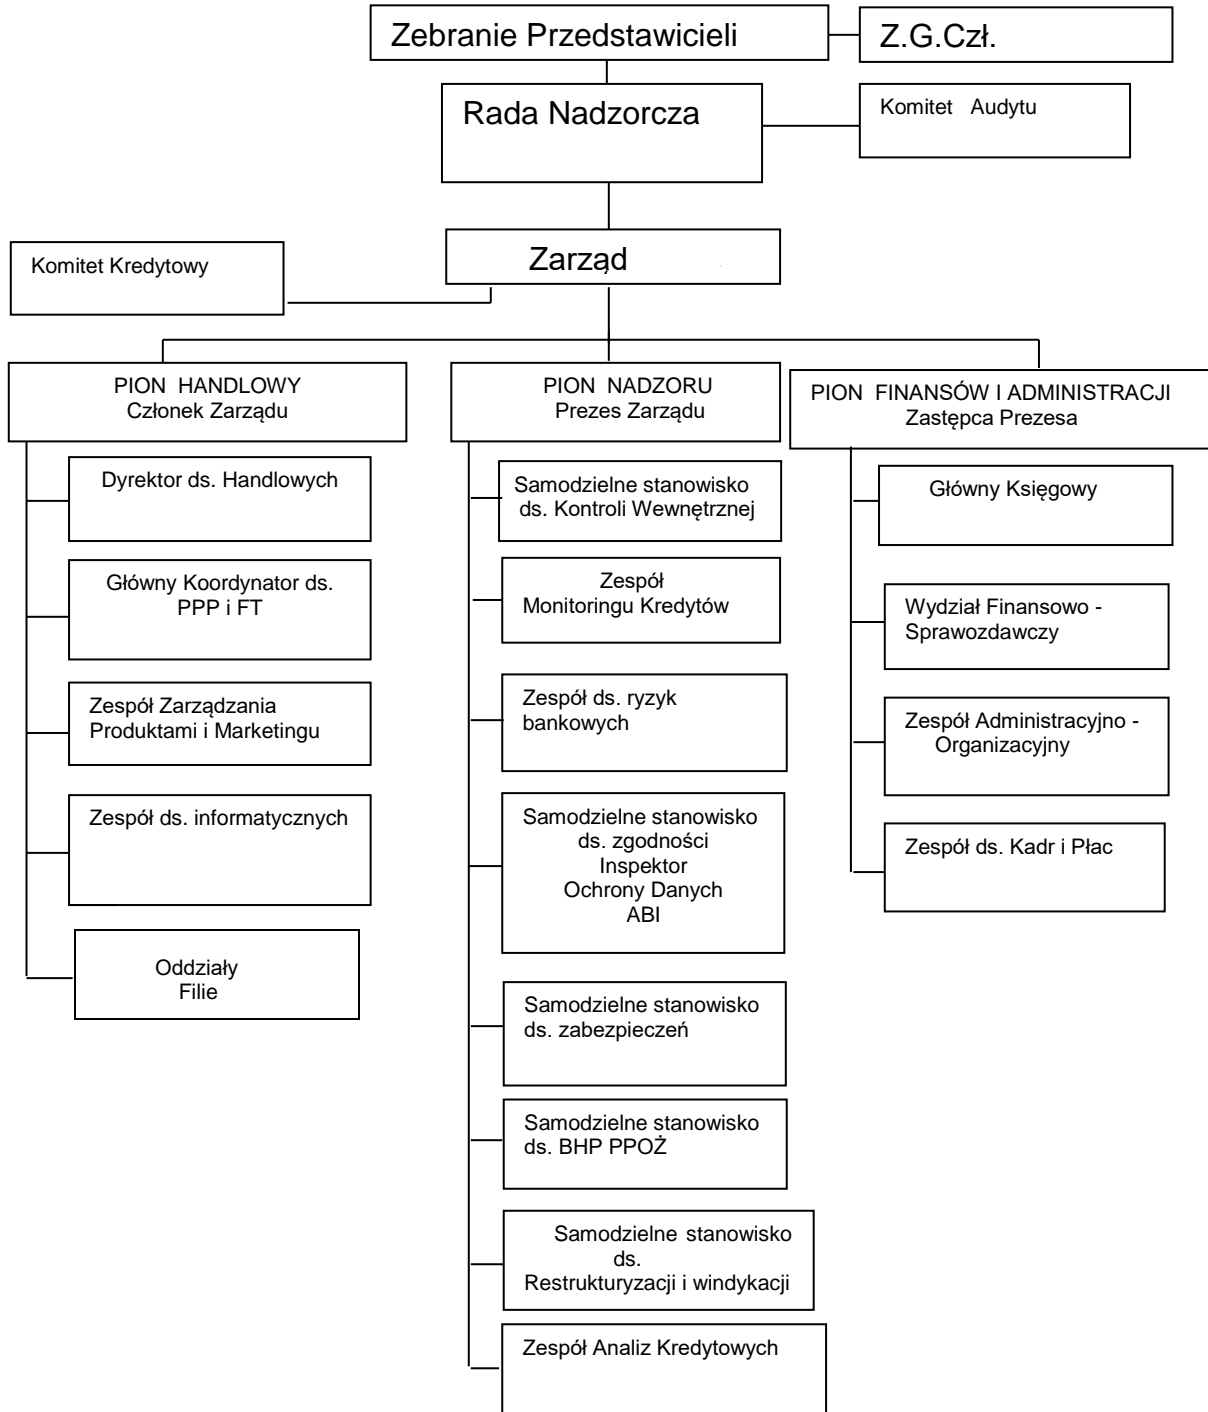 Zebranie Przedstawicieli
Z.G.Czł.
Rada Nadzorcza
Komitet Audytu
Zarząd
Komitet Kredytowy
PION HANDLOWY
Członek Zarządu
Dyrektor ds. Handlowych
Główny Koordynator ds.
PPP i FT
Zespół Zarządzania
Produktami i Marketingu
Zespół ds. informatycznych
Oddziały
Filie
PION NADZORU
Prezes Zarządu
Samodzielne stanowisko
ds. Kontroli Wewnętrznej
Zespół
Monitoringu Kredytów
Zespół ds. ryzyk
bankowych
Samodzielne stanowisko
ds. zgodności
Inspektor
Ochrony Danych
ABI
Samodzielne stanowisko
ds. zabezpieczeń
Samodzielne stanowisko
ds. BHP PPOŻ
Samodzielne stanowisko
ds.
Restrukturyzacji i windykacji
Zespół Analiz Kredytowych
PION FINANSÓW I ADMINISTRACJI
Zastępca Prezesa
Główny Księgowy
Wydział Finansowo -
Sprawozdawczy
Zespół Administracyjno -
Organizacyjny
Zespół ds. Kadr i Płac